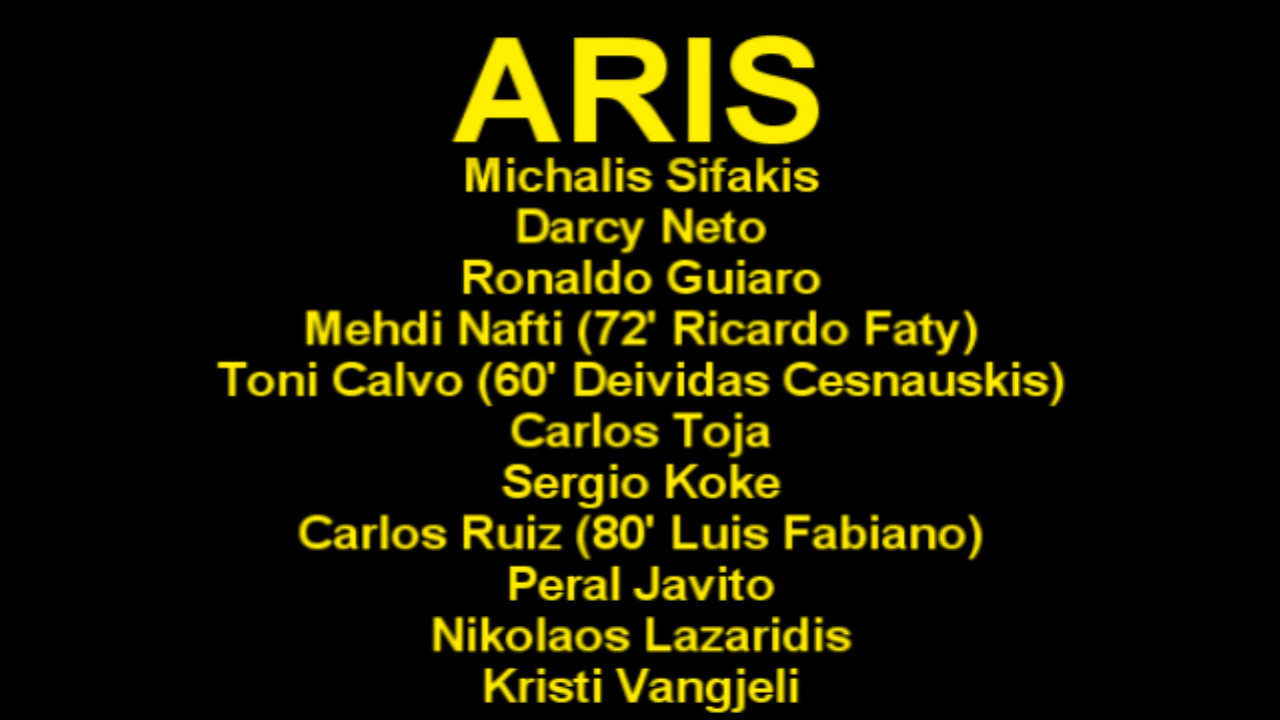 ARIS
Michalis Sifakis
Darcy Neto
Ronaldo Guiaro
Mehdi Nafti (72' Ricardo Faty)
Toni Calvo (60' Deividas Cesnauskis)
Carlos Toja
Sergio Koke
Carlos Ruiz (80' Luis Fabiano)
Peral Javito
Nikolaos Lazaridis
Kristi Vangjeli